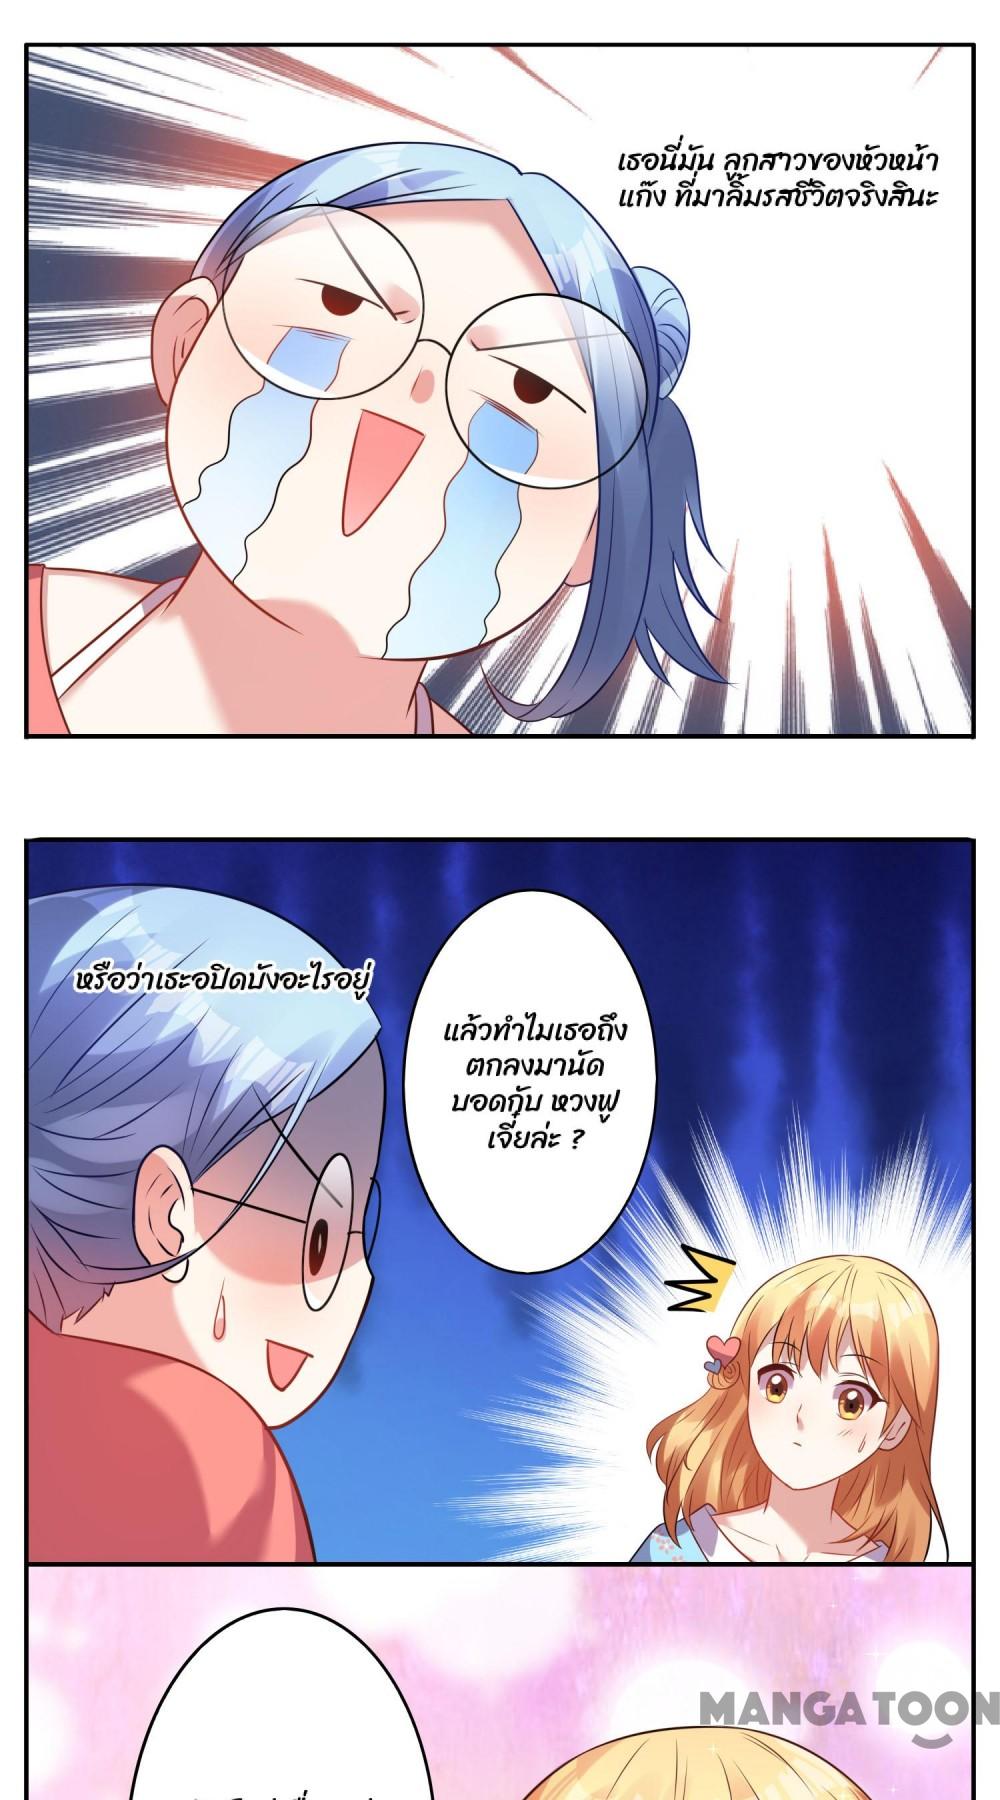 เธอนี่มัน ลูกสาวของหัวหน้า
แก๊ง ที่มาลิ้มรสชีวิตจริงสินะ
หรือว่าเธะอปิดบังอะไรอยู่
แล้วทำไมเธอถึง
ตกลงมานัด
บอดกับ หวงฟู
เจี๋ยล่ะ ?
MANGATOON